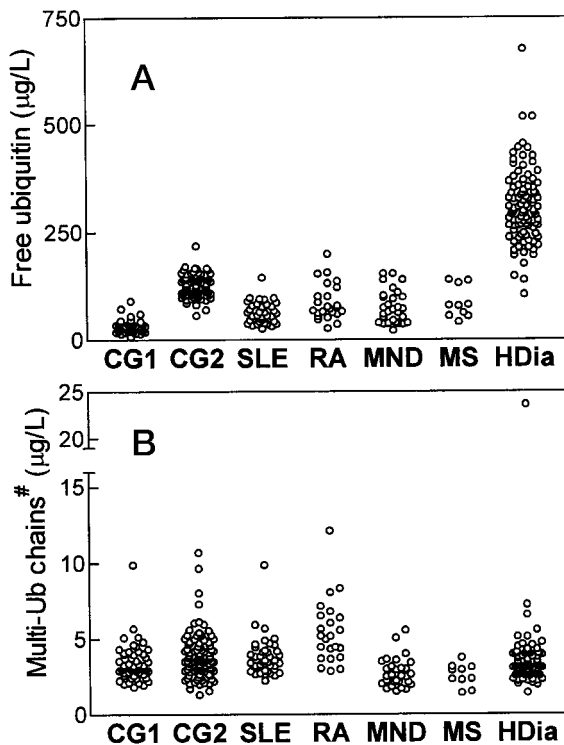 A
Free ubiquitin (µg/L)
750
500
250
0
CG1 CG2 SLE RA MND MS HDia
B
Multi-Ub chains# (µg/L)
25
20
15
10
5
0
CG1 CG2 SLE RA MND MS HDia